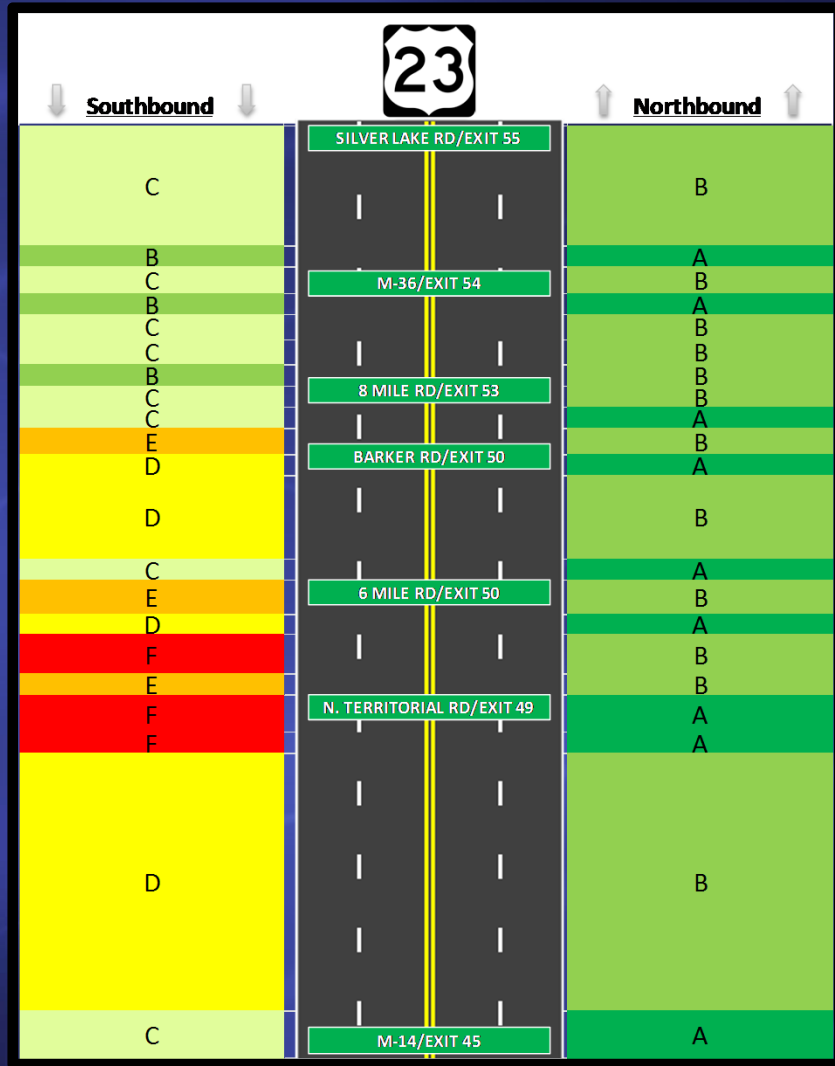 23
Southbound
Northbound
SILVER LAKE RD/EXIT 55
C
B
B
A
M-36/EXIT 54
C
B
B
A
C
B
C
B
B
B
8 MILE RD/EXIT 53
C
B
C
A
E
B
BARKER RD/EXIT 50
D
A
D
B
C
A
6 MILE RD/EXIT 50
E
B
D
A
F
B
E
B
N. TERRITORIAL RD/EXIT 49
F
A
F
A
D
B
C
A
M-14/EXIT 45